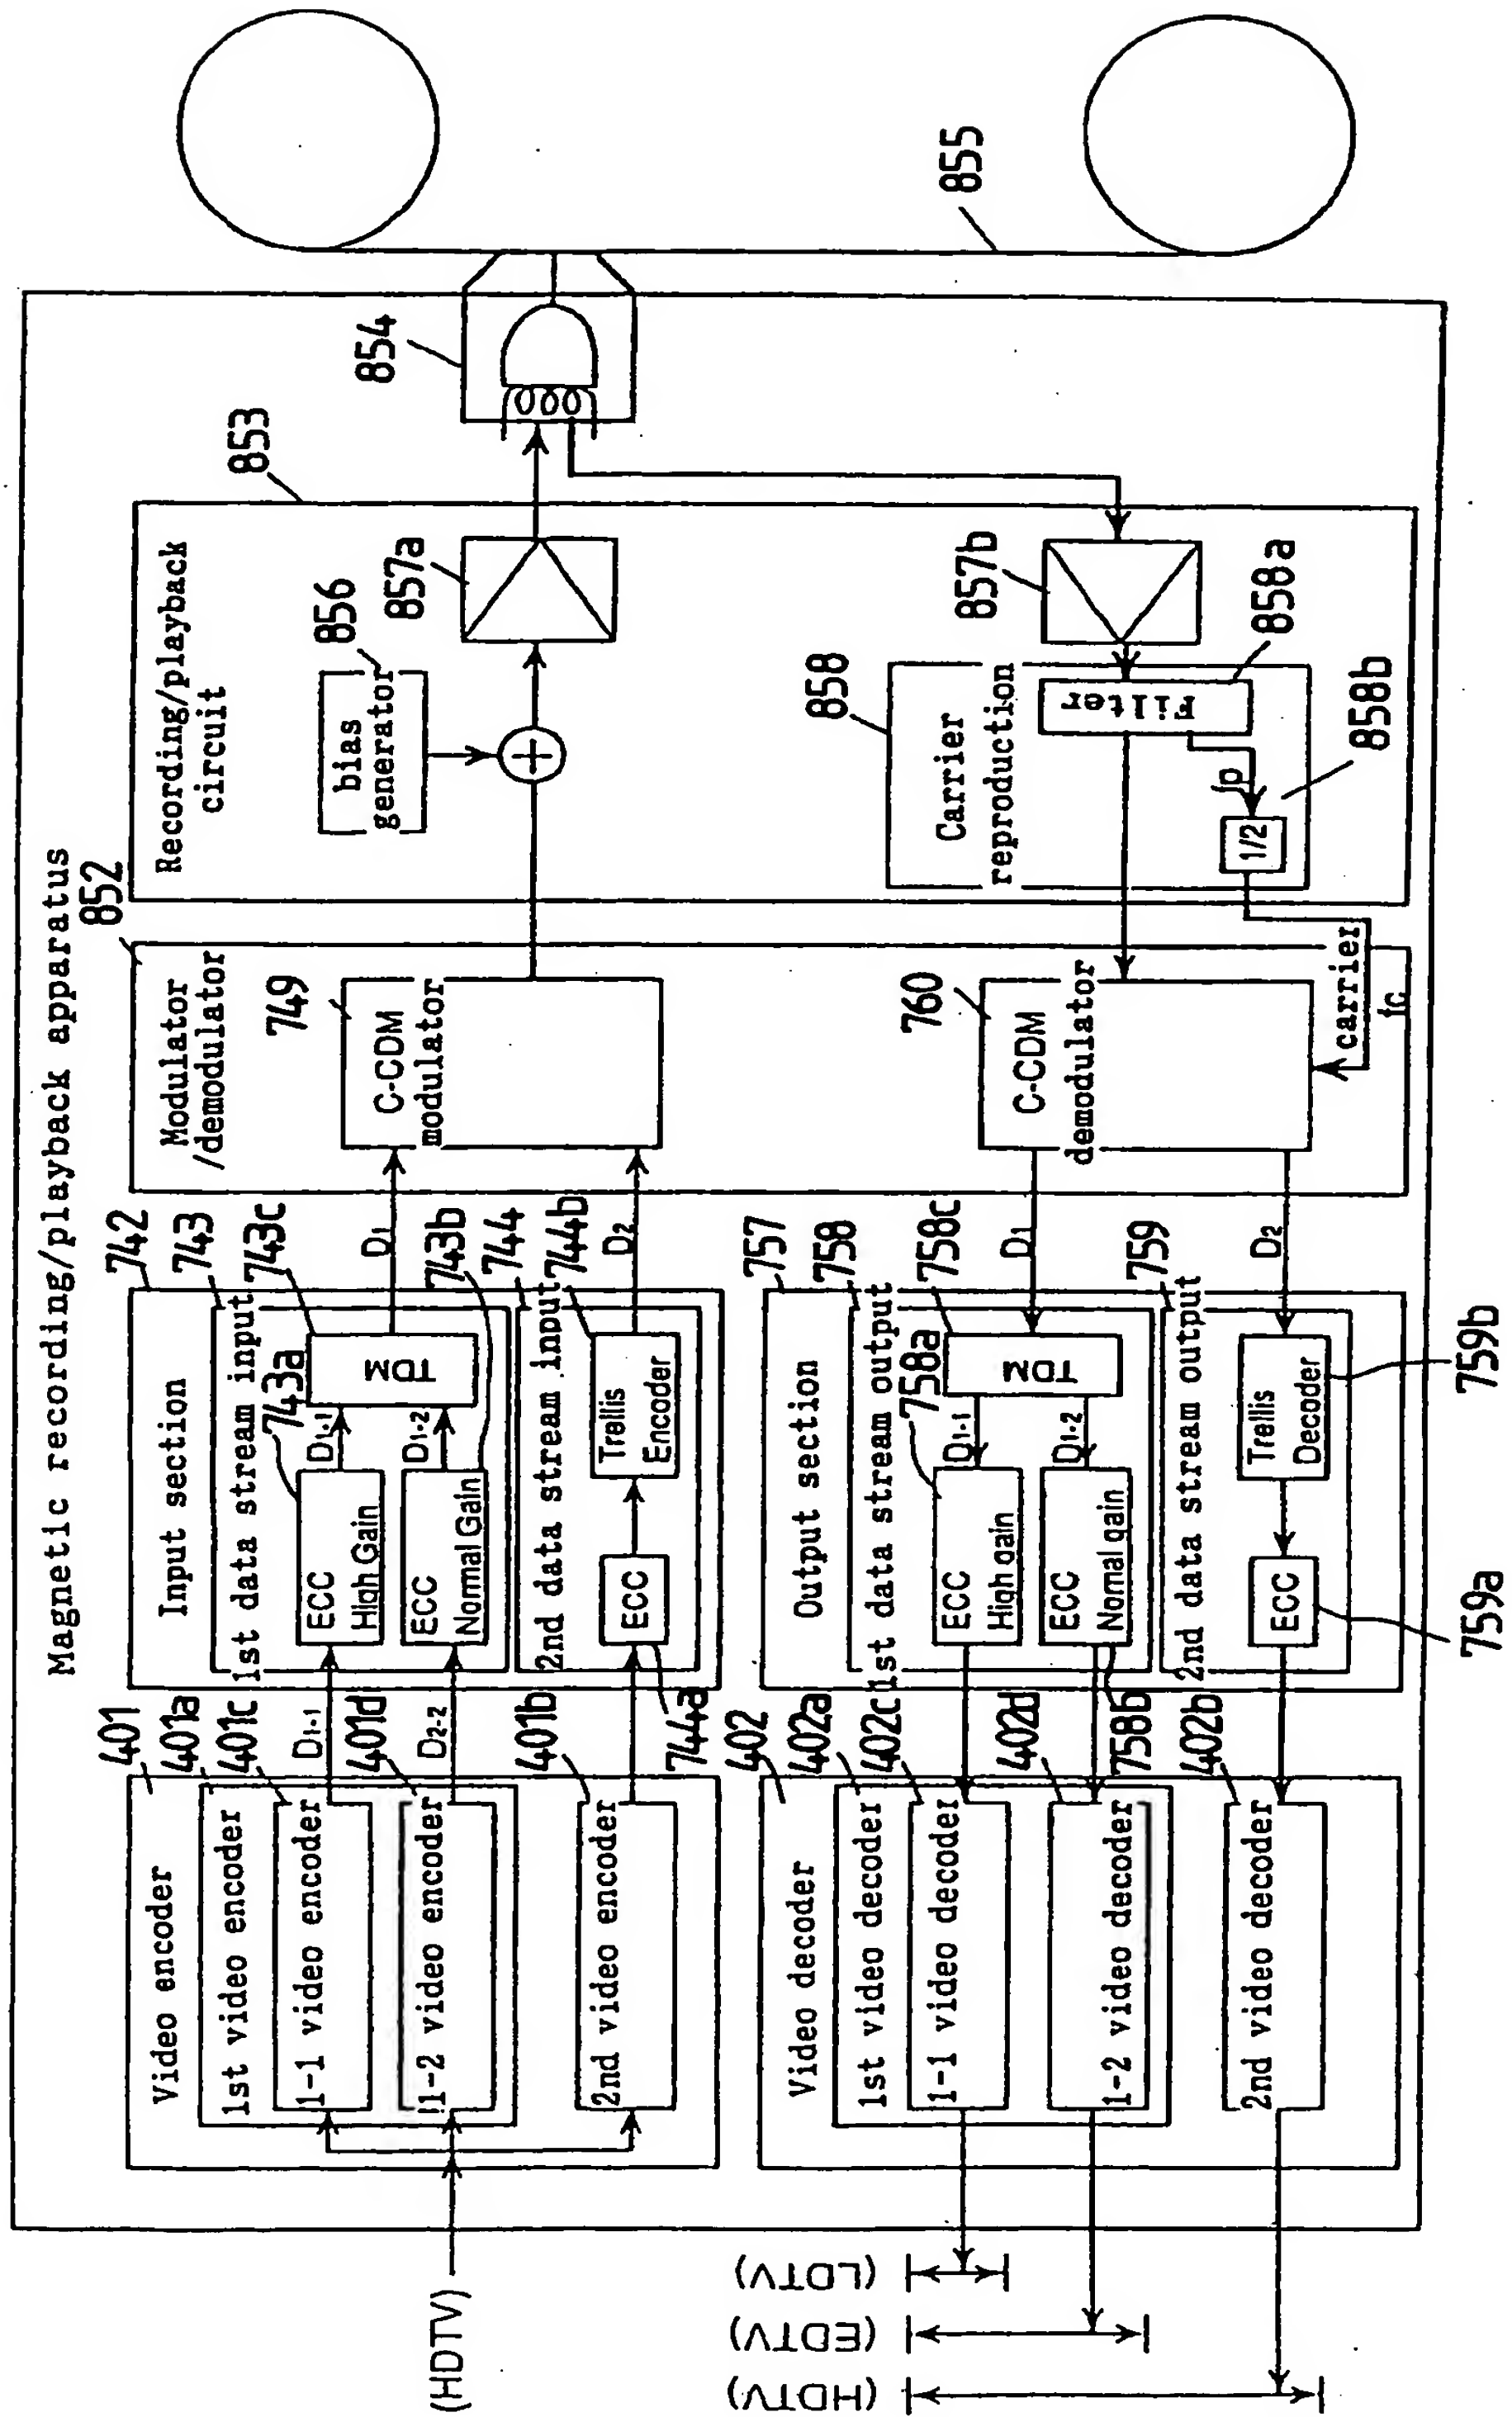 Magnetic recording/playback apparatus
401
Video encoder
401a
1st video encoder
401c
1-1 video encoder
D1-1
401d
1-2 video encoder
D2-2
401b
2nd video encoder
(HDTV)
742
Input section
743
1st data stream input
743a
ECC
High Gain
D1-1
743c
TDM
743b
ECC
Normal Gain
D1-2
D1
744
2nd data stream input
744a
ECC
744b
Trellis
Encoder
D2
852
Modulator
/demodulator
749
C-CDM
modulator
853
Recording/playback
circuit
856
bias
generator
+
857a
854
855
402
Video decoder
402a
1st video decoder
402c
1-1 video decoder
402d
1-2 video decoder
402b
2nd video decoder
(LDTV)
(EDTV)
(HDTV)
757
Output section
758
1st data stream output
758a
ECC
High gain
D1-1
758c
TDM
758b
ECC
Normal gain
D1-2
D1
759
2nd data stream output
759a
ECC
759b
Trellis
Decoder
D2
760
C-CDM
demodulator
carrier
fc
857b
858
Carrier
reproduction
858a
Filter
fp
1/2
858b